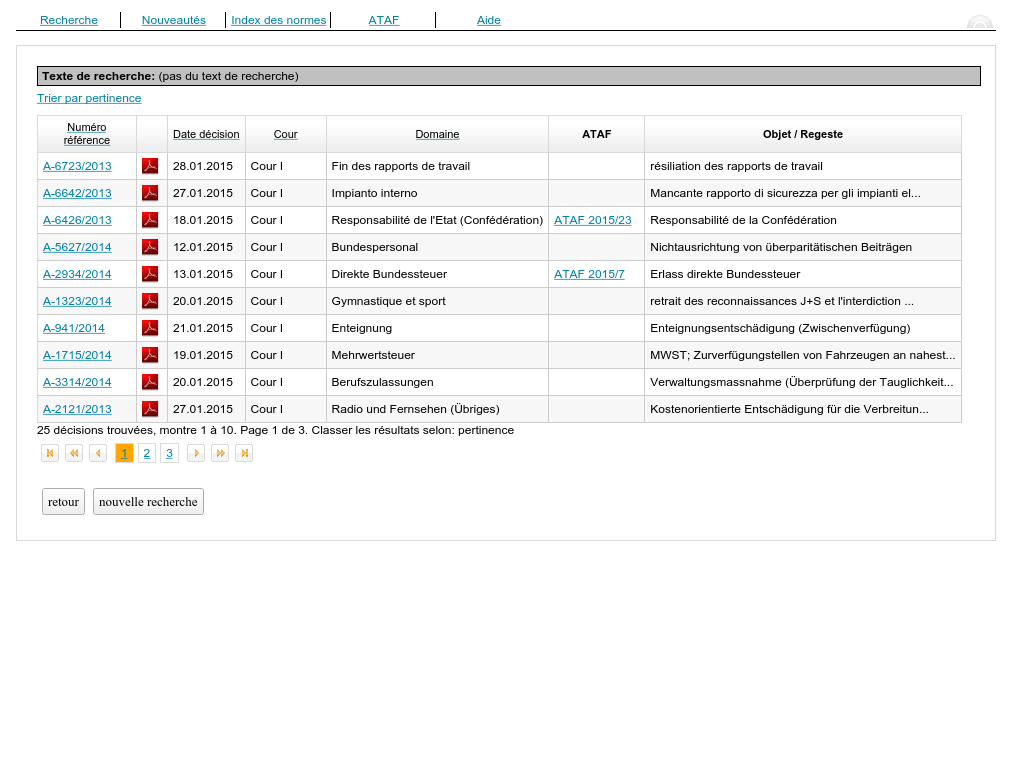 Recherche Nouveautés Index des normes ATAF Aide
Texte de recherche: (pas du text de recherche)
Trier par pertinence
Numéro référence Date décision Cour Domaine ATAF Objet / Regeste
A-6723/2013 28.01.2015 Cour I Fin des rapports de travail résiliation des rapports de travail
A-6642/2013 27.01.2015 Cour I Impianto interno Mancante rapporto di sicurezza per gli impianti el...
A-6426/2013 18.01.2015 Cour I Responsabilité de l'Etat (Confédération) ATAF 2015/23 Responsabilité de la Confédération
A-5627/2014 12.01.2015 Cour I Bundespersonal Nichtausrichtung von überparitätischen Beiträgen
A-2934/2014 13.01.2015 Cour I Direkte Bundessteuer ATAF 2015/7 Erlass direkte Bundessteuer
A-1323/2014 20.01.2015 Cour I Gymnastique et sport retrait des reconnaissances J+S et l'interdiction ...
A-941/2014 21.01.2015 Cour I Enteignung Enteignungsentschädigung (Zwischenverfügung)
A-1715/2014 19.01.2015 Cour I Mehrwertsteuer MWST; Zurverfügungstellen von Fahrzeugen an nahest...
A-3314/2014 20.01.2015 Cour I Berufszulassungen Verwaltungsmassnahme (Überprüfung der Tauglichkeit...
A-2121/2013 27.01.2015 Cour I Radio und Fernsehen (Übriges) Kostenorientierte Entschädigung für die Verbreitun...
25 décisions trouvées, montre 1 à 10. Page 1 de 3. Classer les résultats selon: pertinence
1 2 3
retour nouvelle recherche